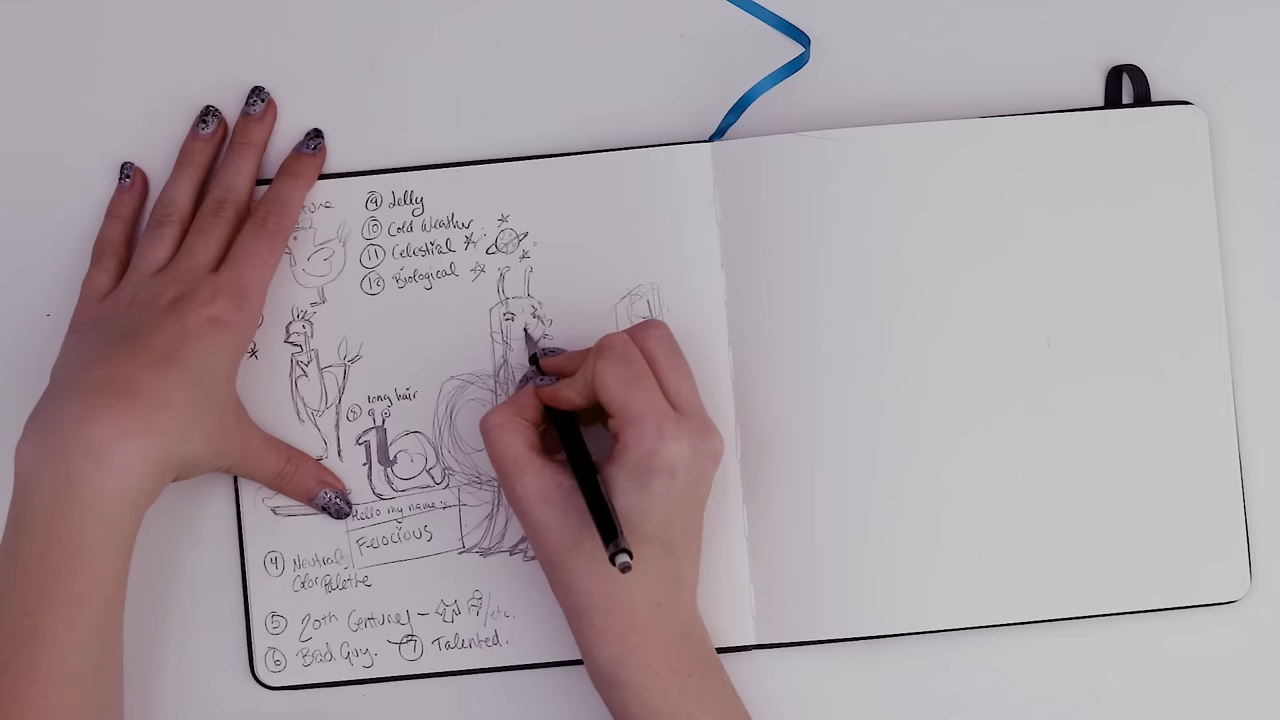 ⑨ Jelly
⑩ Cold Weather
⑪ Celestial
⑫ Biological
⑧ long hair
Hello my name is
Ferocious
④ Neutral
Color Palette
⑤ 20th Century - /etc.
⑥ Bad Guy. ⑦ Talented.